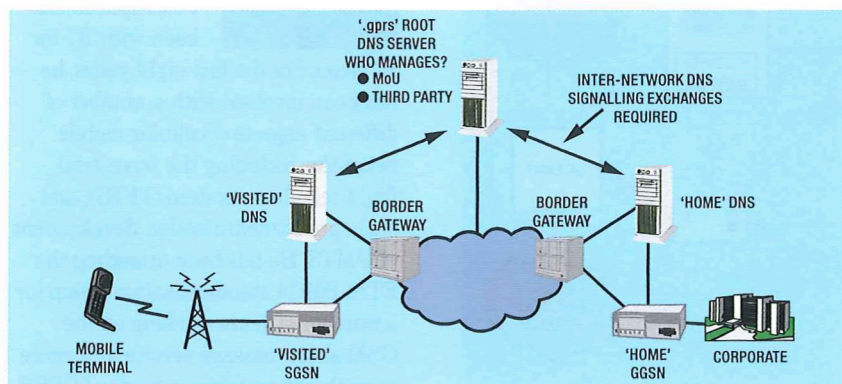 '.gprs' ROOT
DNS SERVER
WHO MANAGES?
● MoU
● THIRD PARTY
INTER-NETWORK DNS
SIGNALLING EXCHANGES
REQUIRED
'VISITED'
DNS
BORDER
GATEWAY
BORDER
GATEWAY
'HOME' DNS
MOBILE
TERMINAL
'VISITED'
SGSN
'HOME'
GGSN
CORPORATE